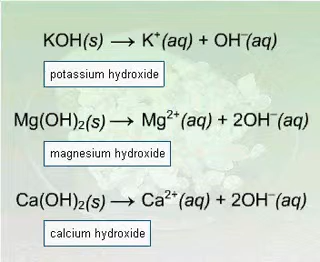 KOH(s) ⟶ K⁺(aq) + OH⁻(aq)
potassium hydroxide
Mg(OH)₂(s) ⟶ Mg²⁺(aq) + 2OH⁻(aq)
magnesium hydroxide
Ca(OH)₂(s) ⟶ Ca²⁺(aq) + 2OH⁻(aq)
calcium hydroxide